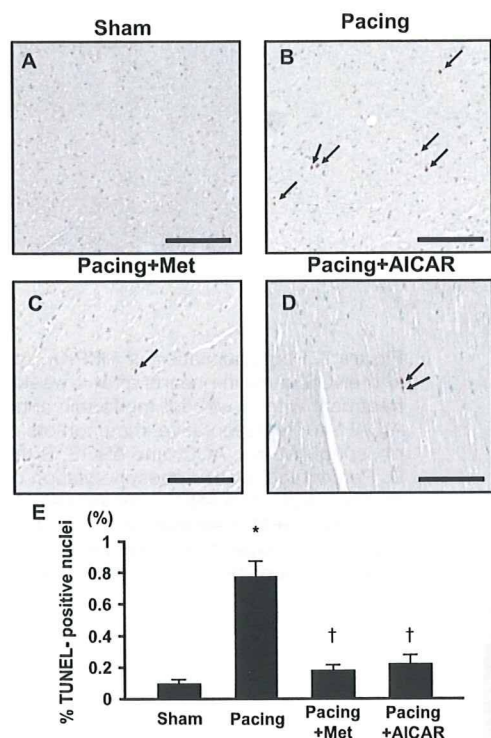 Sham
Pacing
A
B
Pacing+Met
Pacing+AICAR
C
D
E
(%)
% TUNEL- positive nuclei
1
0.8
0.6
0.4
0.2
0
*
†
†
Sham
Pacing
Pacing
+Met
Pacing
+AICAR